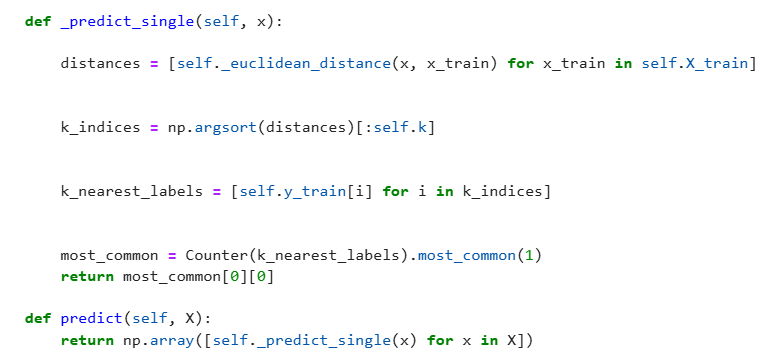 def _predict_single(self, x):
    distances = [self._euclidean_distance(x, x_train) for x_train in self.X_train]
    k_indices = np.argsort(distances)[:self.k]
    k_nearest_labels = [self.y_train[i] for i in k_indices]
    most_common = Counter(k_nearest_labels).most_common(1)
    return most_common[0][0]
def predict(self, X):
    return np.array([self._predict_single(x) for x in X])